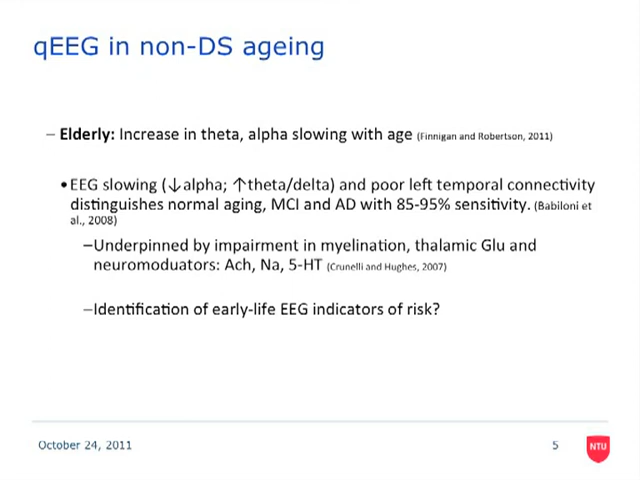 qEEG in non-DS ageing
– Elderly: Increase in theta, alpha slowing with age (Finnigan and Robertson, 2011)
•EEG slowing (↓alpha; ↑theta/delta) and poor left temporal connectivity
distinguishes normal aging, MCI and AD with 85-95% sensitivity. (Babiloni et
al., 2008)
–Underpinned by impairment in myelination, thalamic Glu and
neuromoduators: Ach, Na, 5-HT (Crunelli and Hughes, 2007)
–Identification of early-life EEG indicators of risk?
October 24, 2011
5
NTU